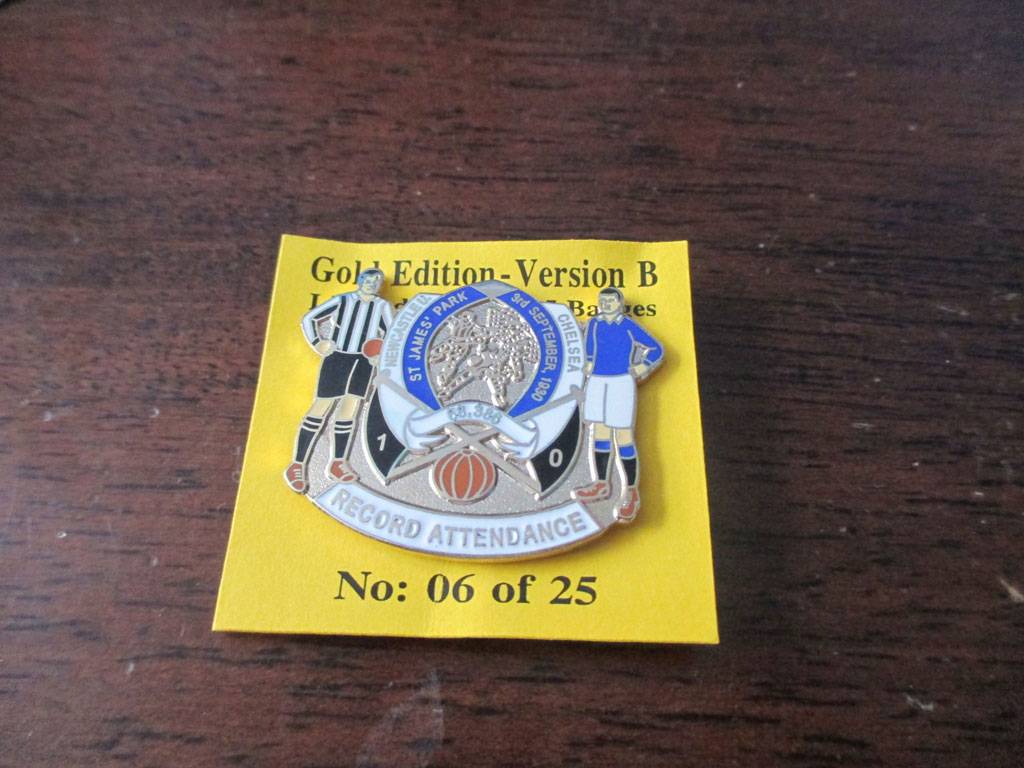 Gold Edition - Version B
Badges
NEWCASTLE U.
ST JAMES' PARK
3rd SEPTEMBER, 1930
CHELSEA
68,386
1
0
RECORD ATTENDANCE
No: 06 of 25